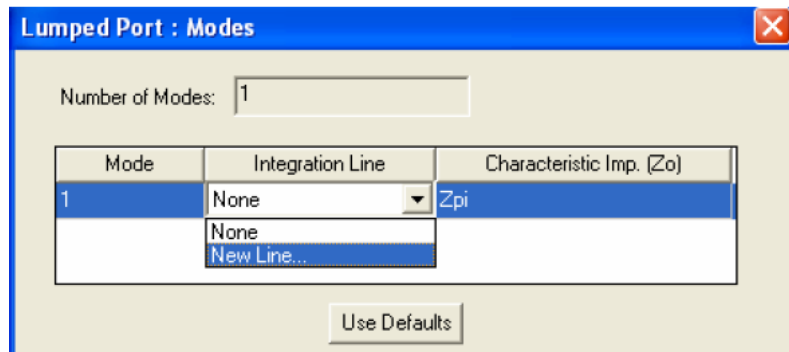 Lumped Port : Modes
Number of Modes: 1
Mode Integration Line Characteristic Imp. (Zo)
1 None Zpi
None
New Line...
Use Defaults